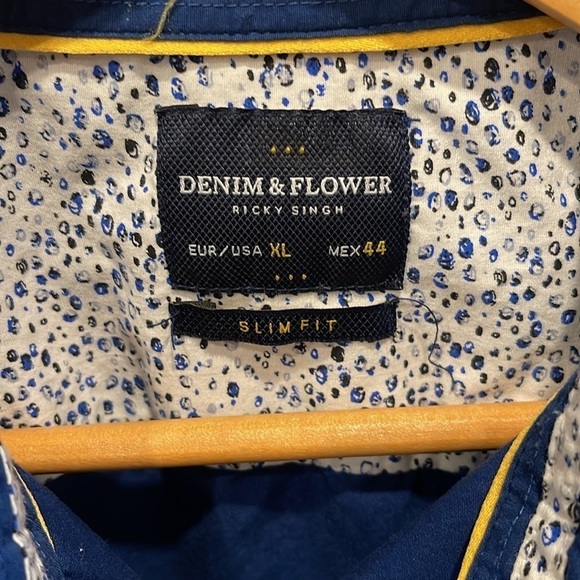 DENIM & FLOWER
RICKY SINGH
EUR/USA XL MEX 44
SLIM FIT